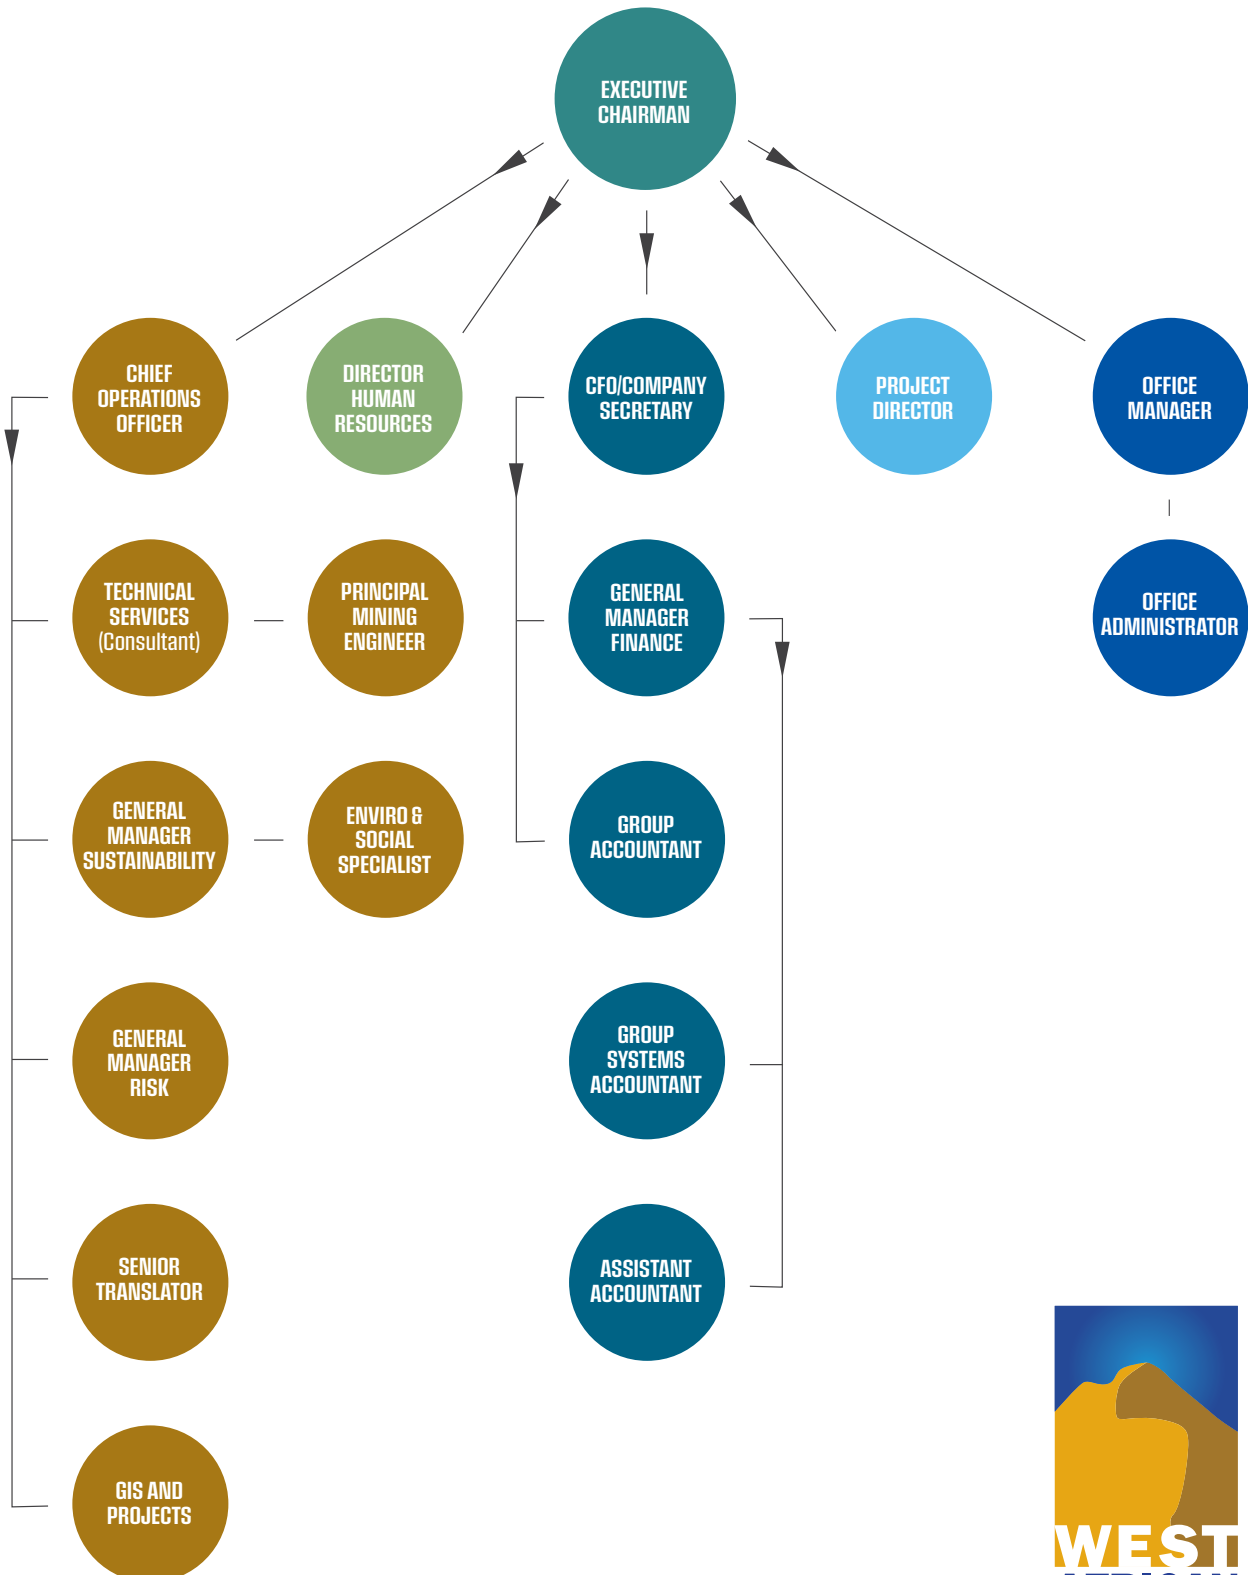 EXECUTIVE
CHAIRMAN
CHIEF
OPERATIONS
OFFICER
DIRECTOR
HUMAN
RESOURCES
CFO/COMPANY
SECRETARY
PROJECT
DIRECTOR
OFFICE
MANAGER
TECHNICAL
SERVICES
(Consultant)
PRINCIPAL
MINING
ENGINEER
GENERAL
MANAGER
FINANCE
OFFICE
ADMINISTRATOR
GENERAL
MANAGER
SUSTAINABILITY
ENVIRO &
SOCIAL
SPECIALIST
GROUP
ACCOUNTANT
GENERAL
MANAGER
RISK
GROUP
SYSTEMS
ACCOUNTANT
SENIOR
TRANSLATOR
ASSISTANT
ACCOUNTANT
GIS AND
PROJECTS
WEST
AFRICAN